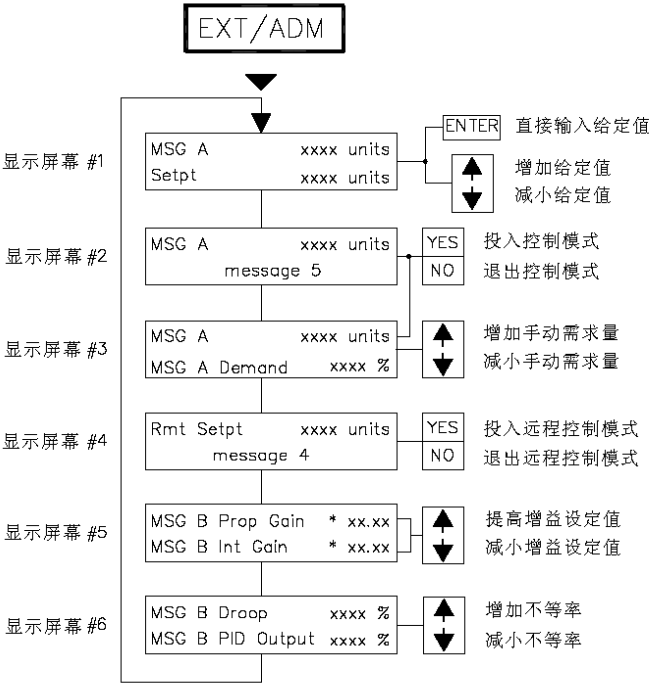 EXT/ADM
显示屏幕 #1
MSG A xxxx units
Setpt xxxx units
ENTER 直接输入给定值
增加给定值
减小给定值
显示屏幕 #2
MSG A xxxx units
message 5
YES 投入控制模式
NO 退出控制模式
显示屏幕 #3
MSG A xxxx units
MSG A Demand xxxx %
增加手动需求量
减小手动需求量
显示屏幕 #4
Rmt Setpt xxxx units
message 4
YES 投入远程控制模式
NO 退出远程控制模式
显示屏幕 #5
MSG B Prop Gain * xx.xx
MSG B Int Gain * xx.xx
提高增益设定值
减小增益设定值
显示屏幕 #6
MSG B Droop xxxx %
MSG B PID Output xxxx %
增加不等率
减小不等率